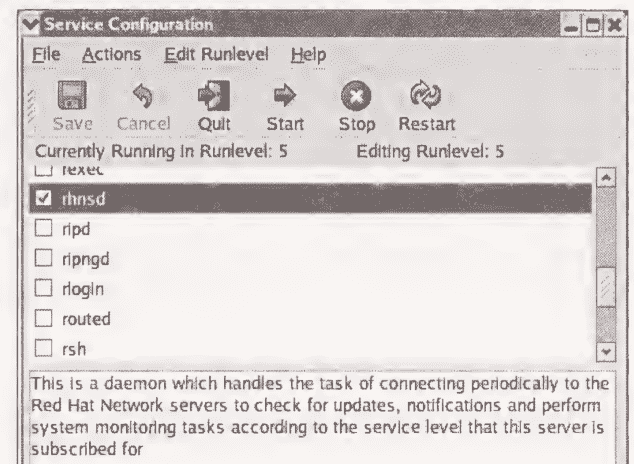 Service Configuration
File Actions Edit Runlevel Help
Save Cancel Quit Start Stop Restart
Currently Running in Runlevel: 5 Editing Runlevel: 5
rexec
rhnsd
ripd
ripngd
rlogin
routed
rsh
This is a daemon which handles the task of connecting periodically to the
Red Hat Network servers to check for updates, notifications and perform
system monitoring tasks according to the service level that this server is
subscribed for